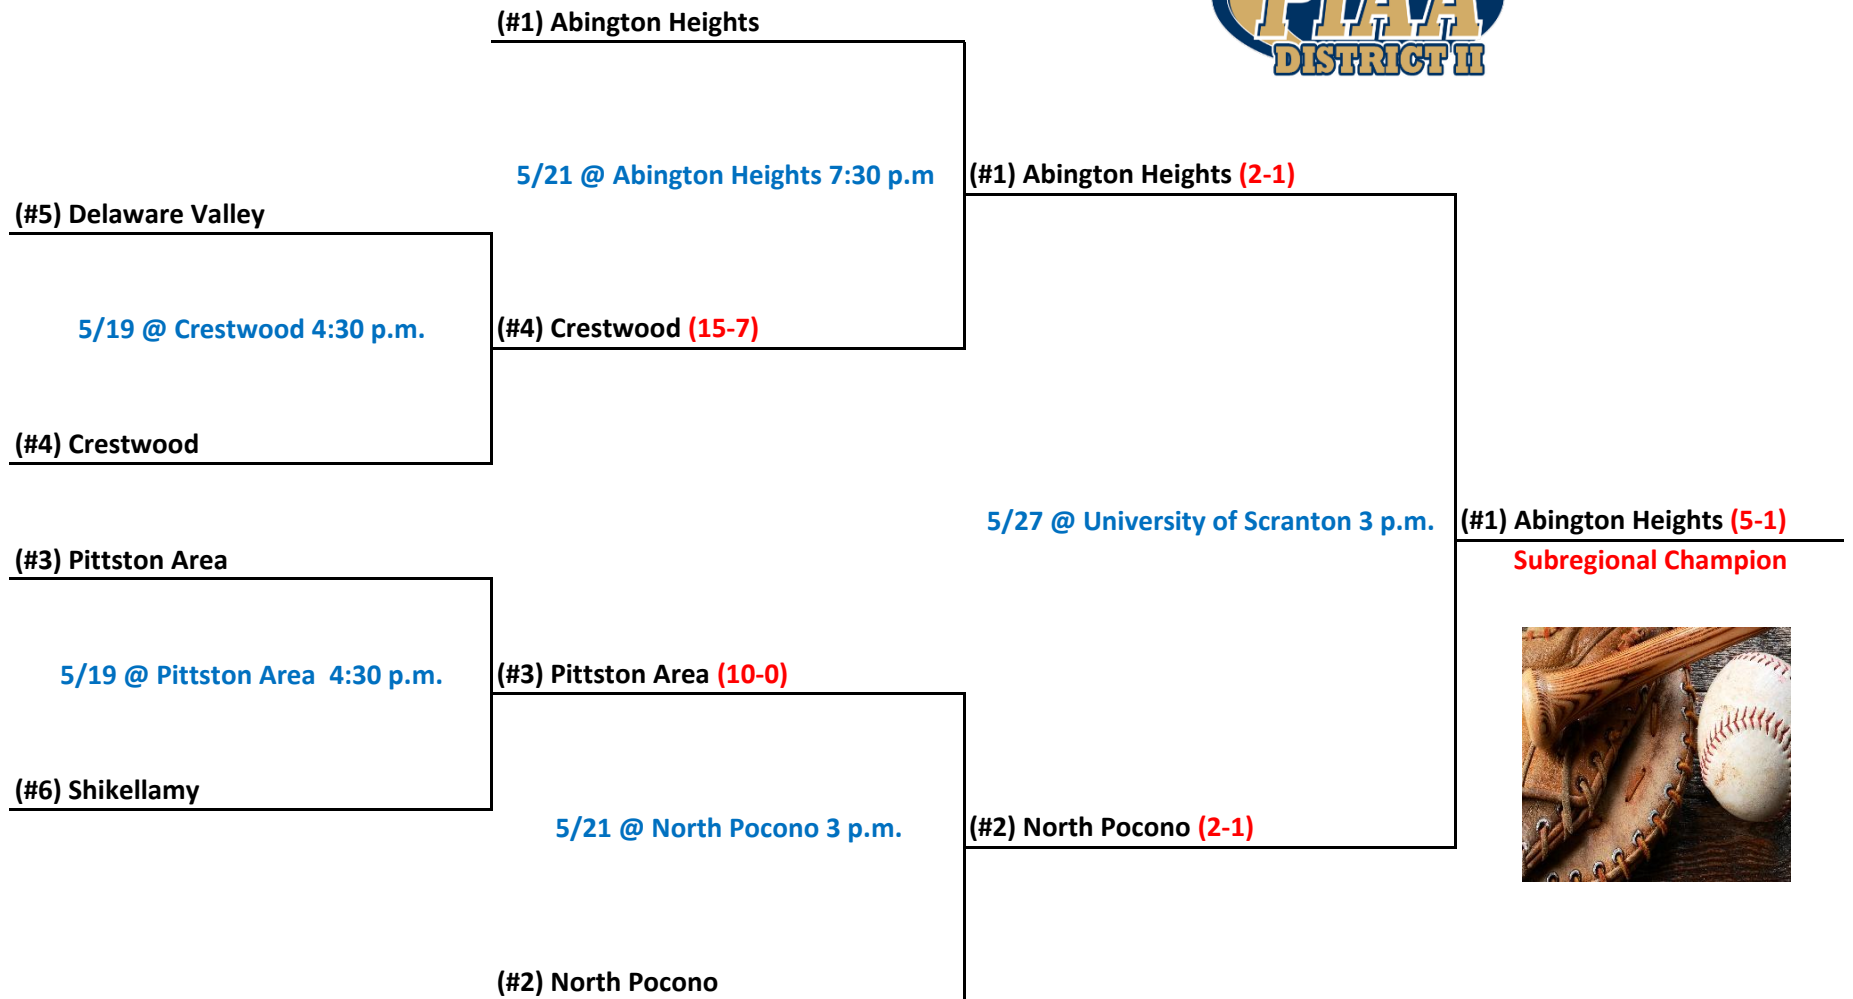 (#1) Abington Heights
PIAA
DISTRICT II
5/21 @ Abington Heights 7:30 p.m
(#1) Abington Heights (2-1)
(#5) Delaware Valley
5/19 @ Crestwood 4:30 p.m.
(#4) Crestwood (15-7)
(#4) Crestwood
5/27 @ University of Scranton 3 p.m.
(#1) Abington Heights (5-1)
Subregional Champion
(#3) Pittston Area
5/19 @ Pittston Area  4:30 p.m.
(#3) Pittston Area (10-0)
(#6) Shikellamy
5/21 @ North Pocono 3 p.m.
(#2) North Pocono (2-1)
(#2) North Pocono